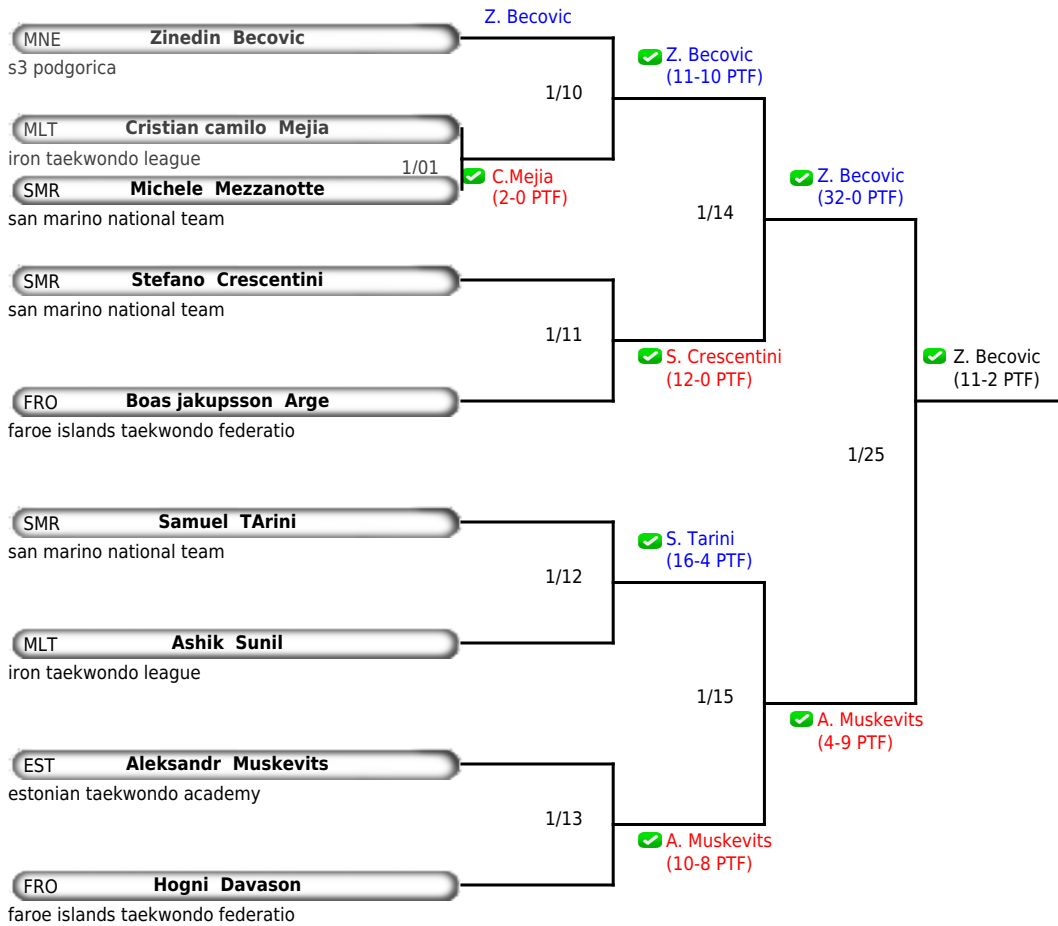 Z. Becovic
MNE Zinedin Becovic
s3 podgorica
Z. Becovic
(11-10 PTF)
1/10
MLT Cristian camilo Mejia
iron taekwondo league
1/01
C.Mejia
(2-0 PTF)
SMR Michele Mezzanotte
san marino national team
Z. Becovic
(32-0 PTF)
1/14
SMR Stefano Crescentini
san marino national team
1/11
S. Crescentini
(12-0 PTF)
Z. Becovic
(11-2 PTF)
FRO Boas jakupsson Arge
faroe islands taekwondo federatio
1/25
SMR Samuel TArini
san marino national team
S. Tarini
(16-4 PTF)
1/12
MLT Ashik Sunil
iron taekwondo league
1/15
A. Muskevits
(4-9 PTF)
EST Aleksandr Muskevits
estonian taekwondo academy
1/13
A. Muskevits
(10-8 PTF)
FRO Hogni Davason
faroe islands taekwondo federatio